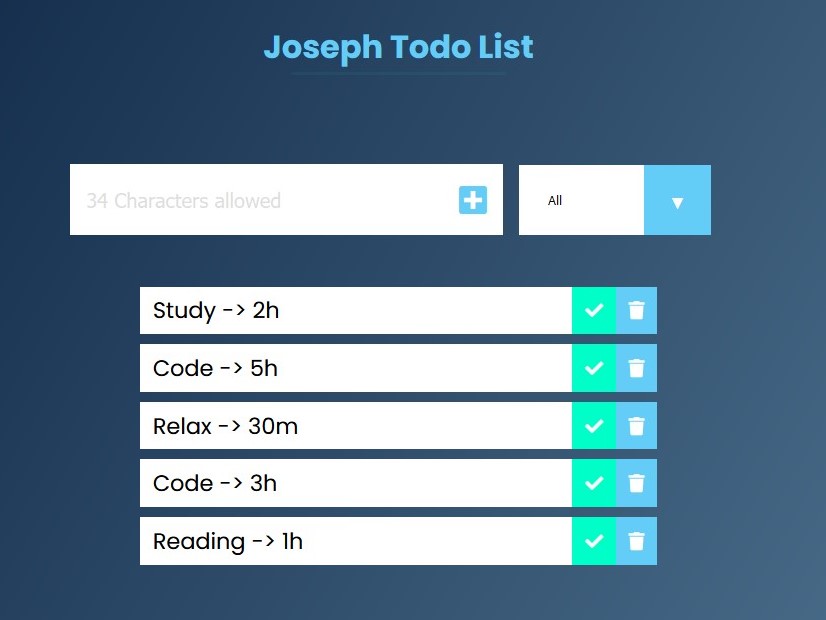 Joseph Todo List
34 Characters allowed
All
Study -> 2h
Code -> 5h
Relax -> 30m
Code -> 3h
Reading -> 1h